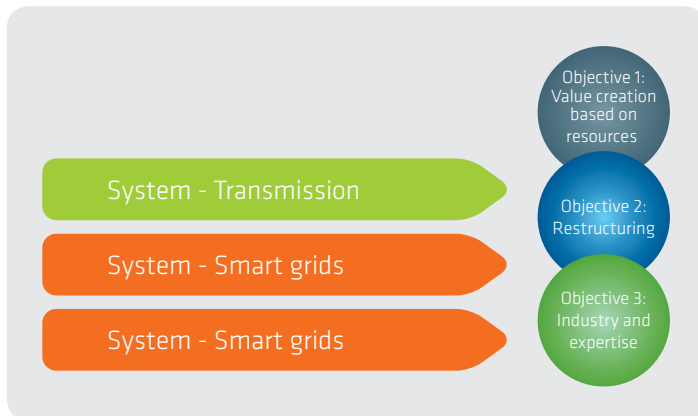 Objective 1:
Value creation
based on
resources
System - Transmission
Objective 2:
Restructuring
System - Smart grids
Objective 3:
Industry and
expertise
System - Smart grids